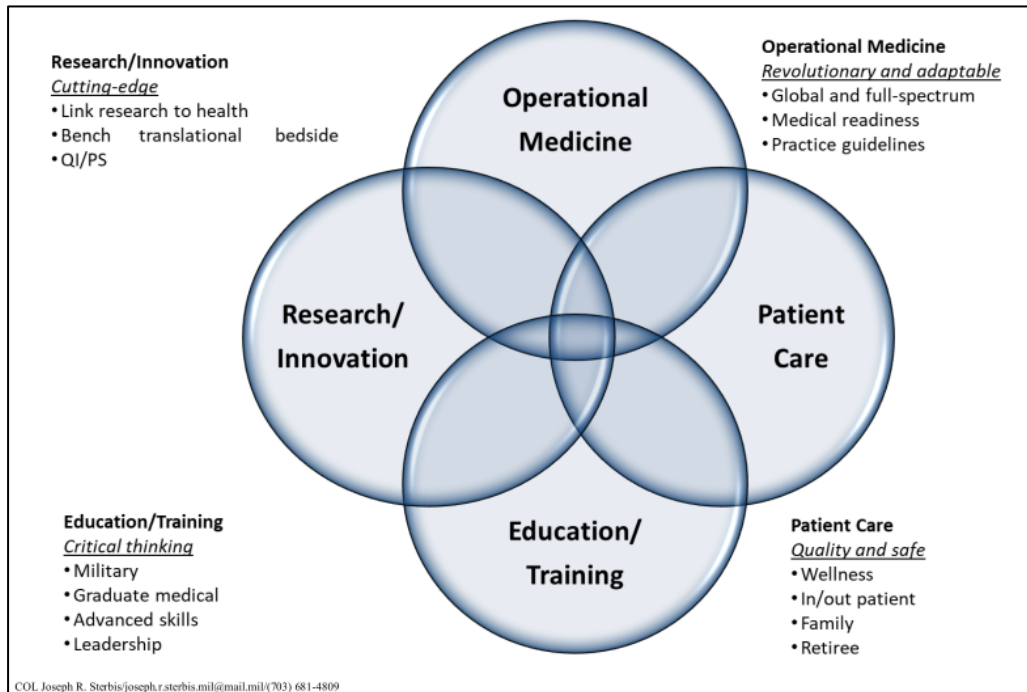 Research/Innovation
Cutting-edge
• Link research to health
• Bench translational bedside
• QI/PS
Operational Medicine
Revolutionary and adaptable
• Global and full-spectrum
• Medical readiness
• Practice guidelines
Operational
Medicine
Research/
Innovation
Patient
Care
Education/
Training
Education/Training
Critical thinking
• Military
• Graduate medical
• Advanced skills
• Leadership
Patient Care
Quality and safe
• Wellness
• In/out patient
• Family
• Retiree
COL Joseph R. Sterbis/joseph.r.sterbis.mil@mail.mil/(703) 681-4809